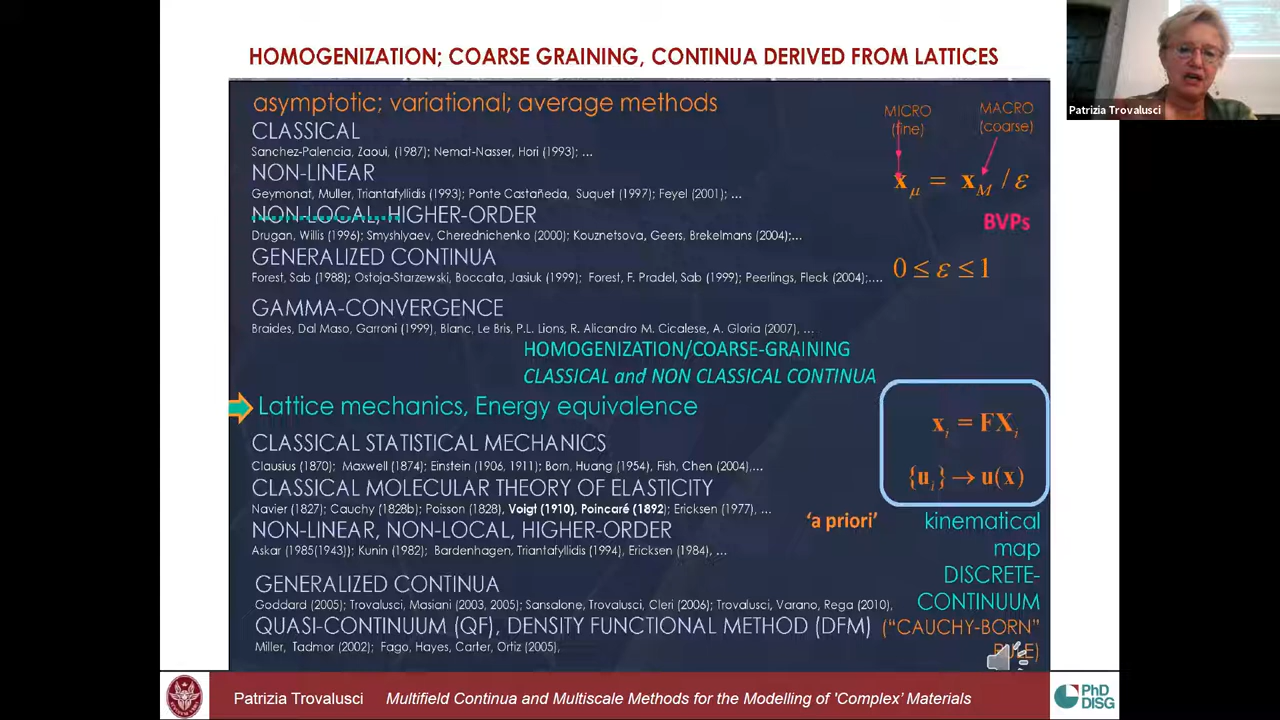 HOMOGENIZATION; COARSE GRAINING, CONTINUA DERIVED FROM LATTICES
Patrizia Trovalusci
asymptotic; variational; average methods
CLASSICAL
Sanchez-Palencia, Zaoui, (1987); Nemat-Nasser, Hori (1993); ...
NON-LINEAR
Geymonat, Muller, Triantafyllidis (1993); Ponte Castañeda, Suquet (1997); Feyel (2001); ...
NON-LOCAL, HIGHER-ORDER
Drugan, Willis (1996); Smyshlyaev, Cherednichenko (2000); Kouznetsova, Geers, Brekelmans (2004);...
GENERALIZED CONTINUA
Forest, Sab (1988); Ostoja-Starzewski, Boccata, Jasiuk (1999); Forest, F. Pradel, Sab (1999); Peerlings, Fleck (2004);....
GAMMA-CONVERGENCE
Braides, Dal Maso, Garroni (1999), Blanc, Le Bris, P.L. Lions, R. Alicandro M. Cicalese, A. Gloria (2007), ...
MICRO
(fine)
MACRO
(coarse)
x_μ = x_M / ε
BVPs
0 ≤ ε ≤ 1
HOMOGENIZATION/COARSE-GRAINING
CLASSICAL and NON CLASSICAL CONTINUA
Lattice mechanics, Energy equivalence
CLASSICAL STATISTICAL MECHANICS
Clausius (1870); Maxwell (1874); Einstein (1906, 1911); Born, Huang (1954), Fish, Chen (2004),...
CLASSICAL MOLECULAR THEORY OF ELASTICITY
Navier (1827); Cauchy (1828b); Poisson (1828), Voigt (1910), Poincaré (1892); Ericksen (1977), ...
NON-LINEAR, NON-LOCAL, HIGHER-ORDER
Askar (1985(1943)); Kunin (1982); Bardenhagen, Triantafyllidis (1994), Ericksen (1984), ...
GENERALIZED CONTINUA
Goddard (2005); Trovalusci, Masiani (2003, 2005); Sansalone, Trovalusci, Cleri (2006); Trovalusci, Varano, Rega (2010),
QUASI-CONTINUUM (QF), DENSITY FUNCTIONAL METHOD (DFM)
Miller, Tadmor (2002); Fago, Hayes, Carter, Ortiz (2005),
x_i = FX_i
{u_i} → u(x)
'a priori'
kinematical
map
DISCRETE-
CONTINUUM
("CAUCHY-BORN"
RULE)
Patrizia Trovalusci
Multifield Continua and Multiscale Methods for the Modelling of 'Complex' Materials
PhD
DISG